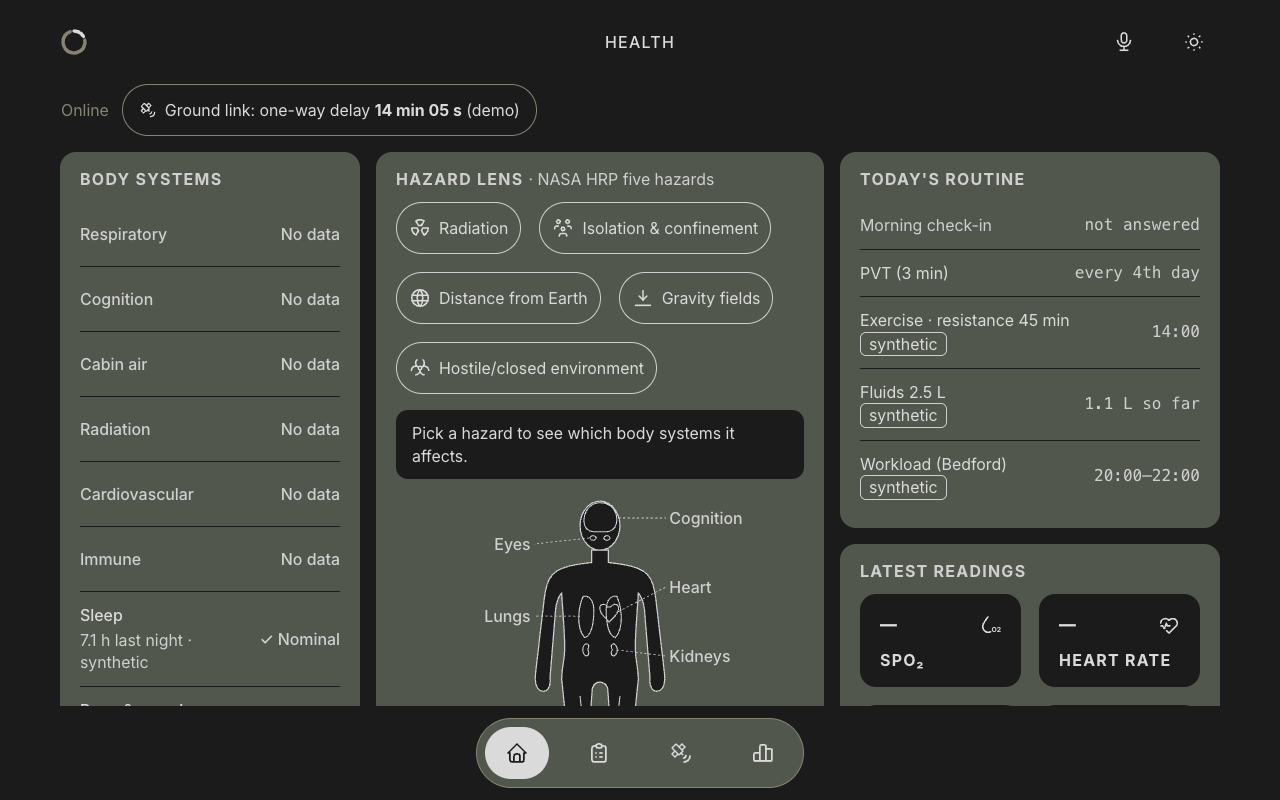 HEALTH
Online
Ground link: one-way delay 14 min 05 s (demo)
BODY SYSTEMS
Respiratory No data
Cognition No data
Cabin air No data
Radiation No data
Cardiovascular No data
Immune No data
Sleep
7.1 h last night ·
synthetic
✓ Nominal
HAZARD LENS · NASA HRP five hazards
Radiation
Isolation & confinement
Distance from Earth
Gravity fields
Hostile/closed environment
Pick a hazard to see which body systems it
affects.
Cognition
Eyes
Heart
Lungs
Kidneys
TODAY'S ROUTINE
Morning check-in not answered
PVT (3 min) every 4th day
Exercise · resistance 45 min
synthetic
14:00
Fluids 2.5 L
synthetic
1.1 L so far
Workload (Bedford)
synthetic
20:00–22:00
LATEST READINGS
—
O2
SPO₂
—
HEART RATE